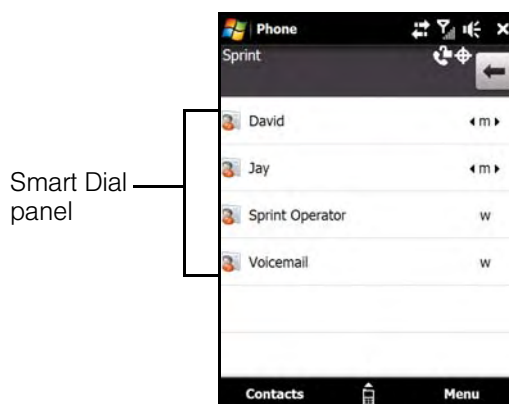 Phone
Sprint
David
m
Jay
m
Sprint Operator
w
Voicemail
w
Smart Dial
panel
Contacts
Menu